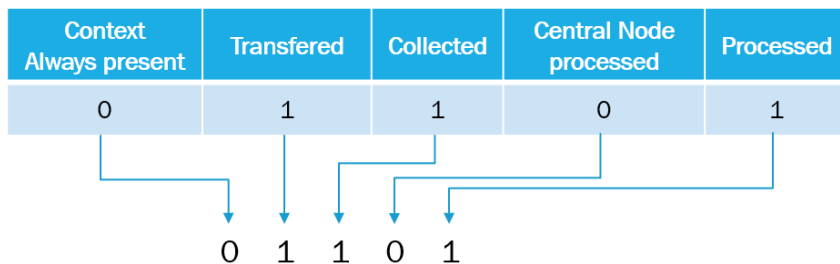 Context
Always present
Transfered
Collected
Central Node
processed
Processed
0 1 1 0 1
0 1 1 0 1